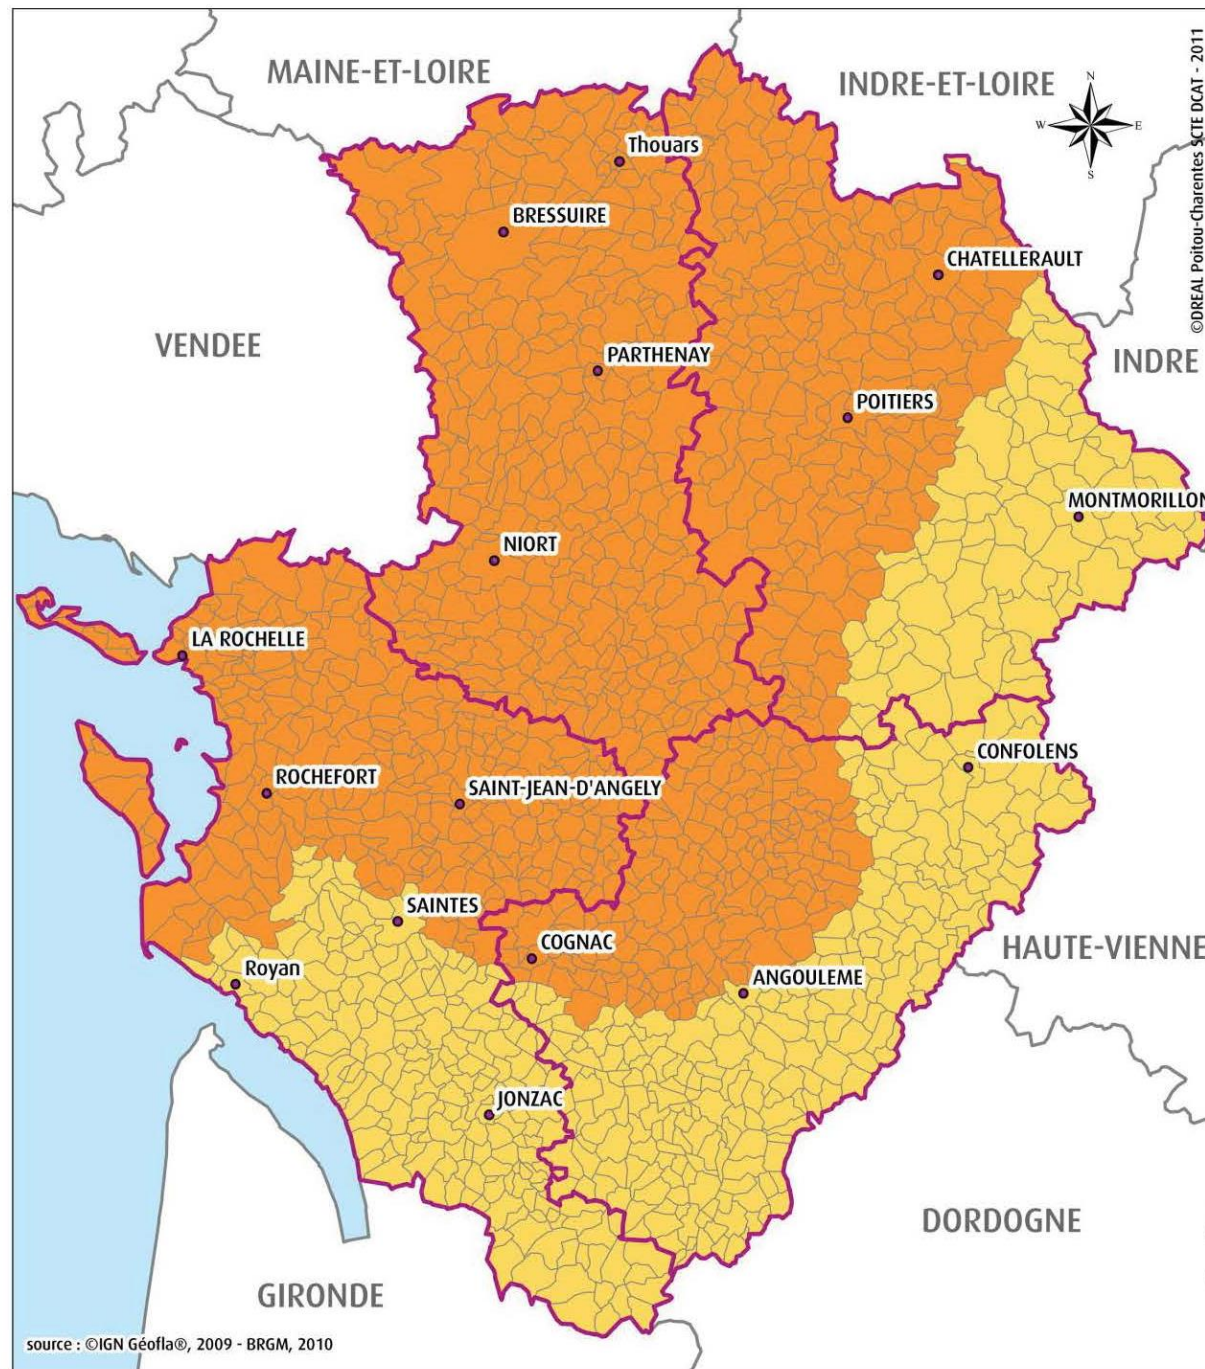 MAINE-ET-LOIRE
INDRE-ET-LOIRE
N
W
E
S
©DREAL Poitou-Charentes SCTE DCAT - 2011
Thouars
BRESSUIRE
CHATELLERAULT
VENDEE
PARTHENAY
INDRE
POITIERS
MONTMORILLON
NIORT
LA ROCHELLE
CONFOLENS
ROCHEFORT
SAINT-JEAN-D'ANGELY
SAINTES
COGNAC
HAUTE-VIENNE
Royan
ANGOULEME
JONZAC
DORDOGNE
GIRONDE
source : ©IGN Géofla®, 2009 - BRGM, 2010